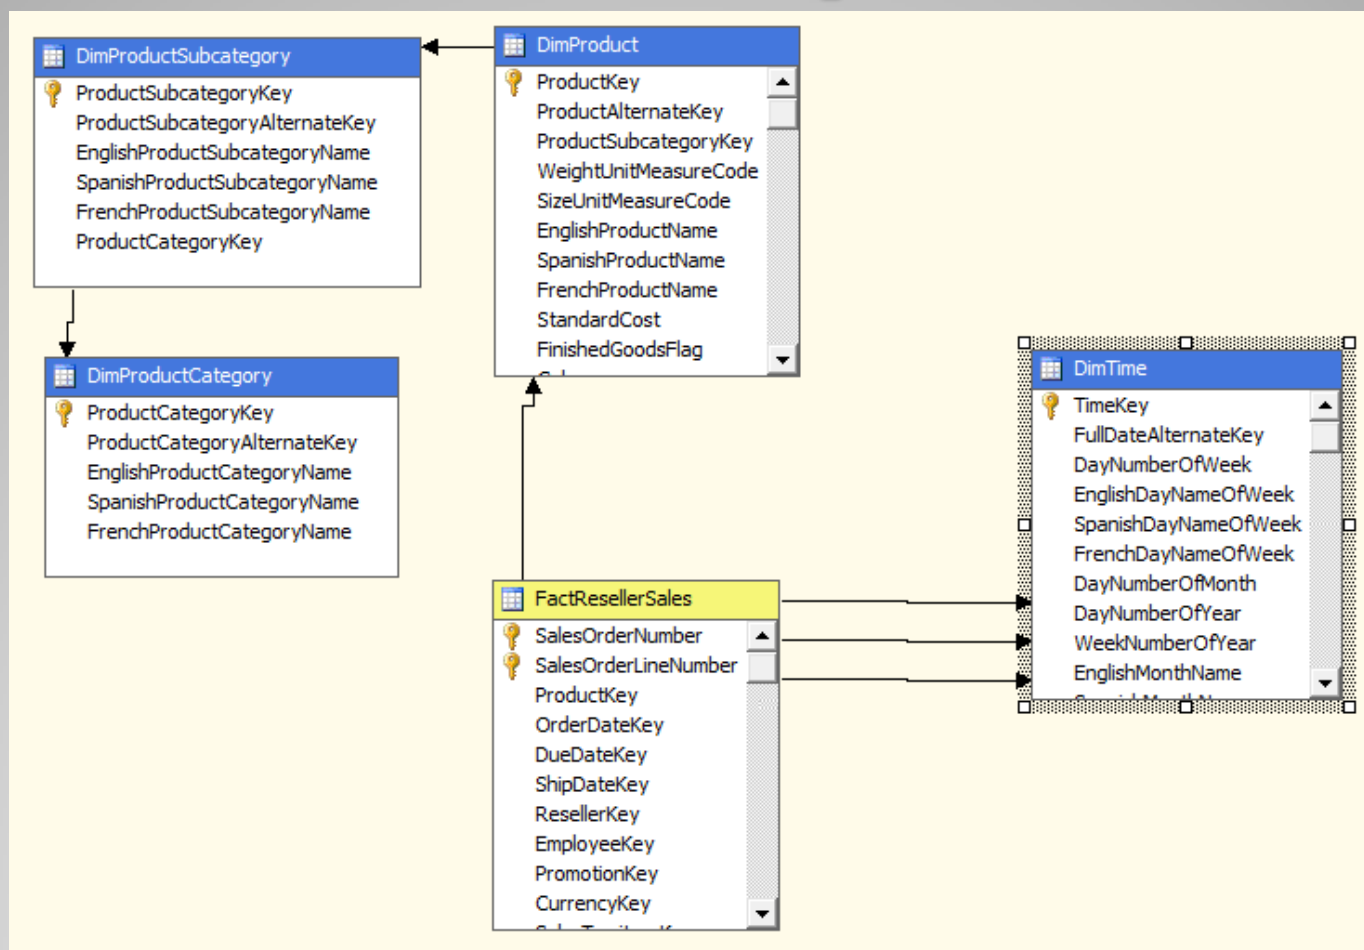 DimProductSubcategory
ProductSubcategoryKey
ProductSubcategoryAlternateKey
EnglishProductSubcategoryName
SpanishProductSubcategoryName
FrenchProductSubcategoryName
ProductCategoryKey
DimProduct
ProductKey
ProductAlternateKey
ProductSubcategoryKey
WeightUnitMeasureCode
SizeUnitMeasureCode
EnglishProductName
SpanishProductName
FrenchProductName
StandardCost
FinishedGoodsFlag
DimProductCategory
ProductCategoryKey
ProductCategoryAlternateKey
EnglishProductCategoryName
SpanishProductCategoryName
FrenchProductCategoryName
DimTime
TimeKey
FullDateAlternateKey
DayNumberOfWeek
EnglishDayNameOfWeek
SpanishDayNameOfWeek
FrenchDayNameOfWeek
DayNumberOfMonth
DayNumberOfYear
WeekNumberOfYear
EnglishMonthName
FactResellerSales
SalesOrderNumber
SalesOrderLineNumber
ProductKey
OrderDateKey
DueDateKey
ShipDateKey
ResellerKey
EmployeeKey
PromotionKey
CurrencyKey